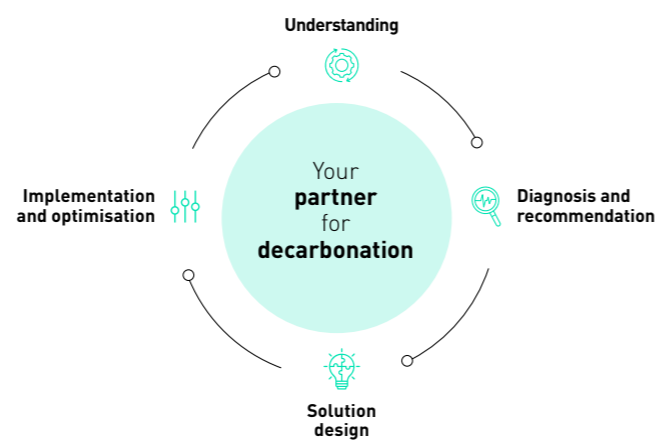 Understanding
Your
partner
for
decarbonation
Diagnosis and
recommendation
Solution
design
Implementation
and optimisation